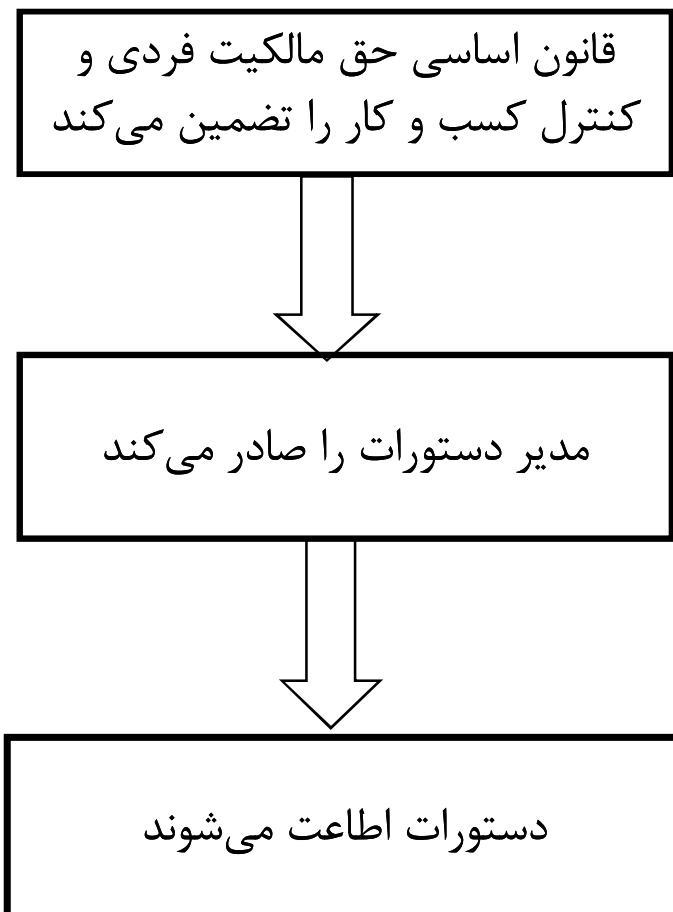 قانون اساسی حق مالکیت فردی و
کنترل کسب و کار را تضمین می‌کند
مدیر دستورات را صادر می‌کند
دستورات اطاعت می‌شوند